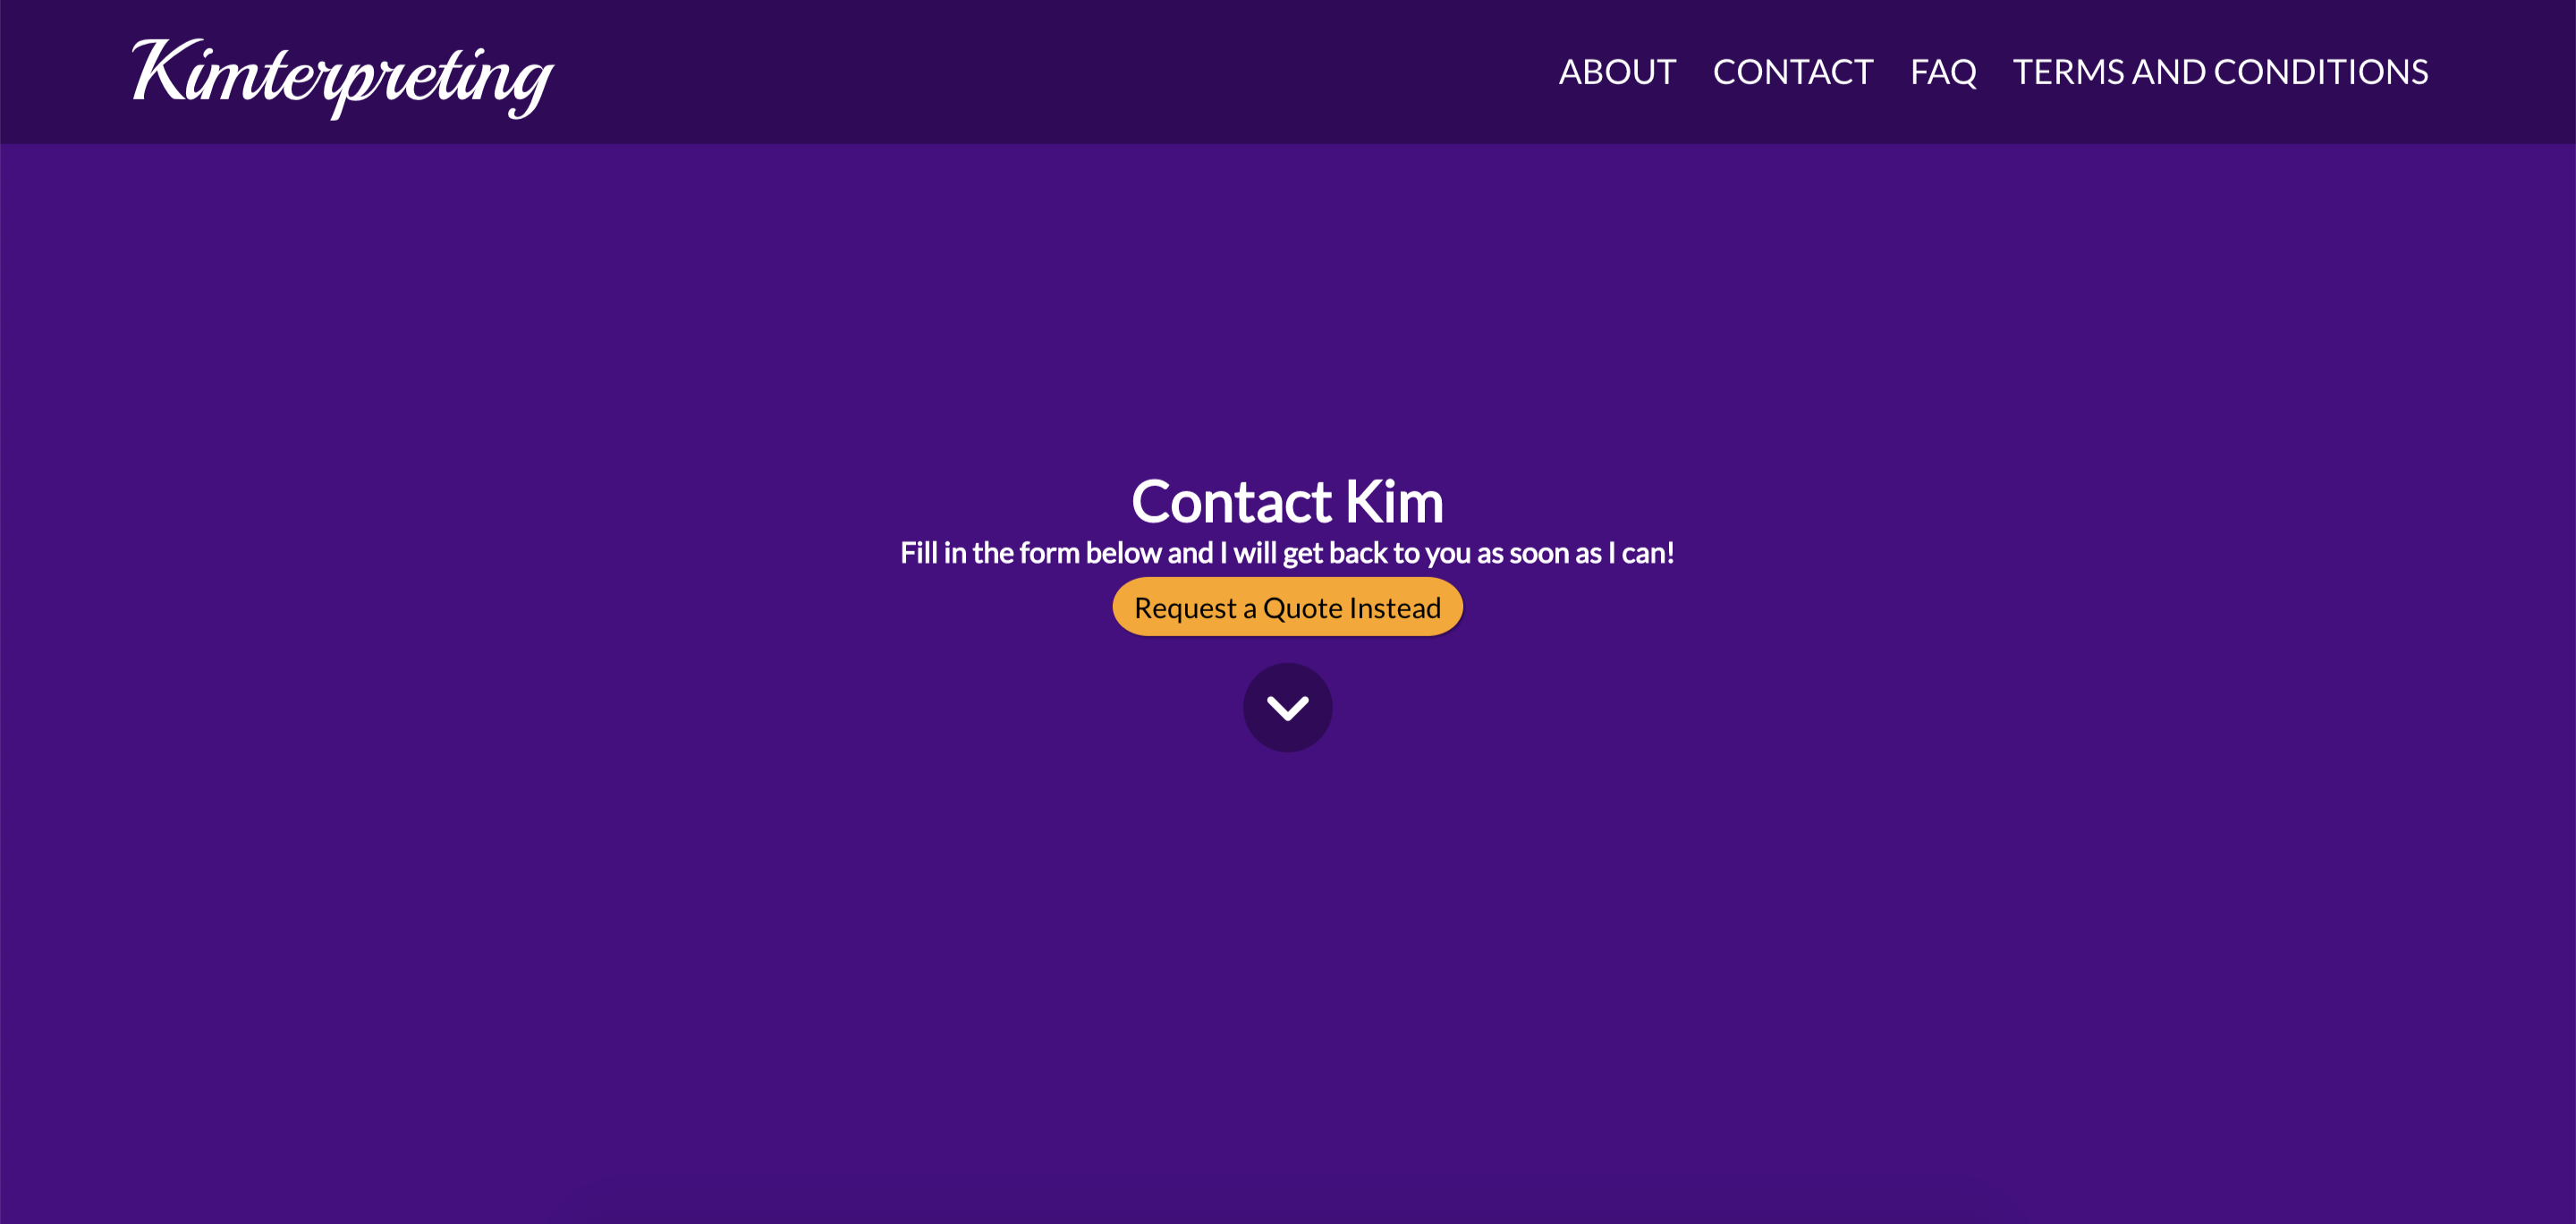 Kimterpreting
ABOUT CONTACT FAQ TERMS AND CONDITIONS
Contact Kim
Fill in the form below and I will get back to you as soon as I can!
Request a Quote Instead